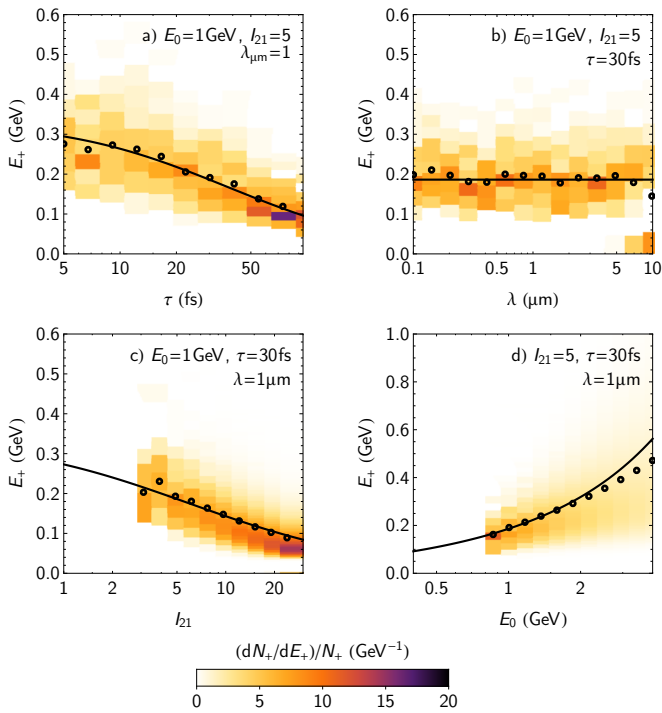 a) E₀=1GeV, I₂₁=5
λμm=1
E₊ (GeV)
0.6
0.5
0.4
0.3
0.2
0.1
0.0
5
10
20
50
τ (fs)
b) E₀=1GeV, I₂₁=5
τ=30fs
E₊ (GeV)
0.6
0.5
0.4
0.3
0.2
0.1
0.0
0.1
0.5
1
5
10
λ (μm)
c) E₀=1GeV, τ=30fs
λ=1μm
E₊ (GeV)
0.6
0.5
0.4
0.3
0.2
0.1
0.0
1
2
5
10
20
I₂₁
d) I₂₁=5, τ=30fs
λ=1μm
E₊ (GeV)
1.0
0.8
0.6
0.4
0.2
0.0
1
2
E₀ (GeV)
(dN₊/dE₊)/N₊ (GeV⁻¹)
0 5 10 15 20